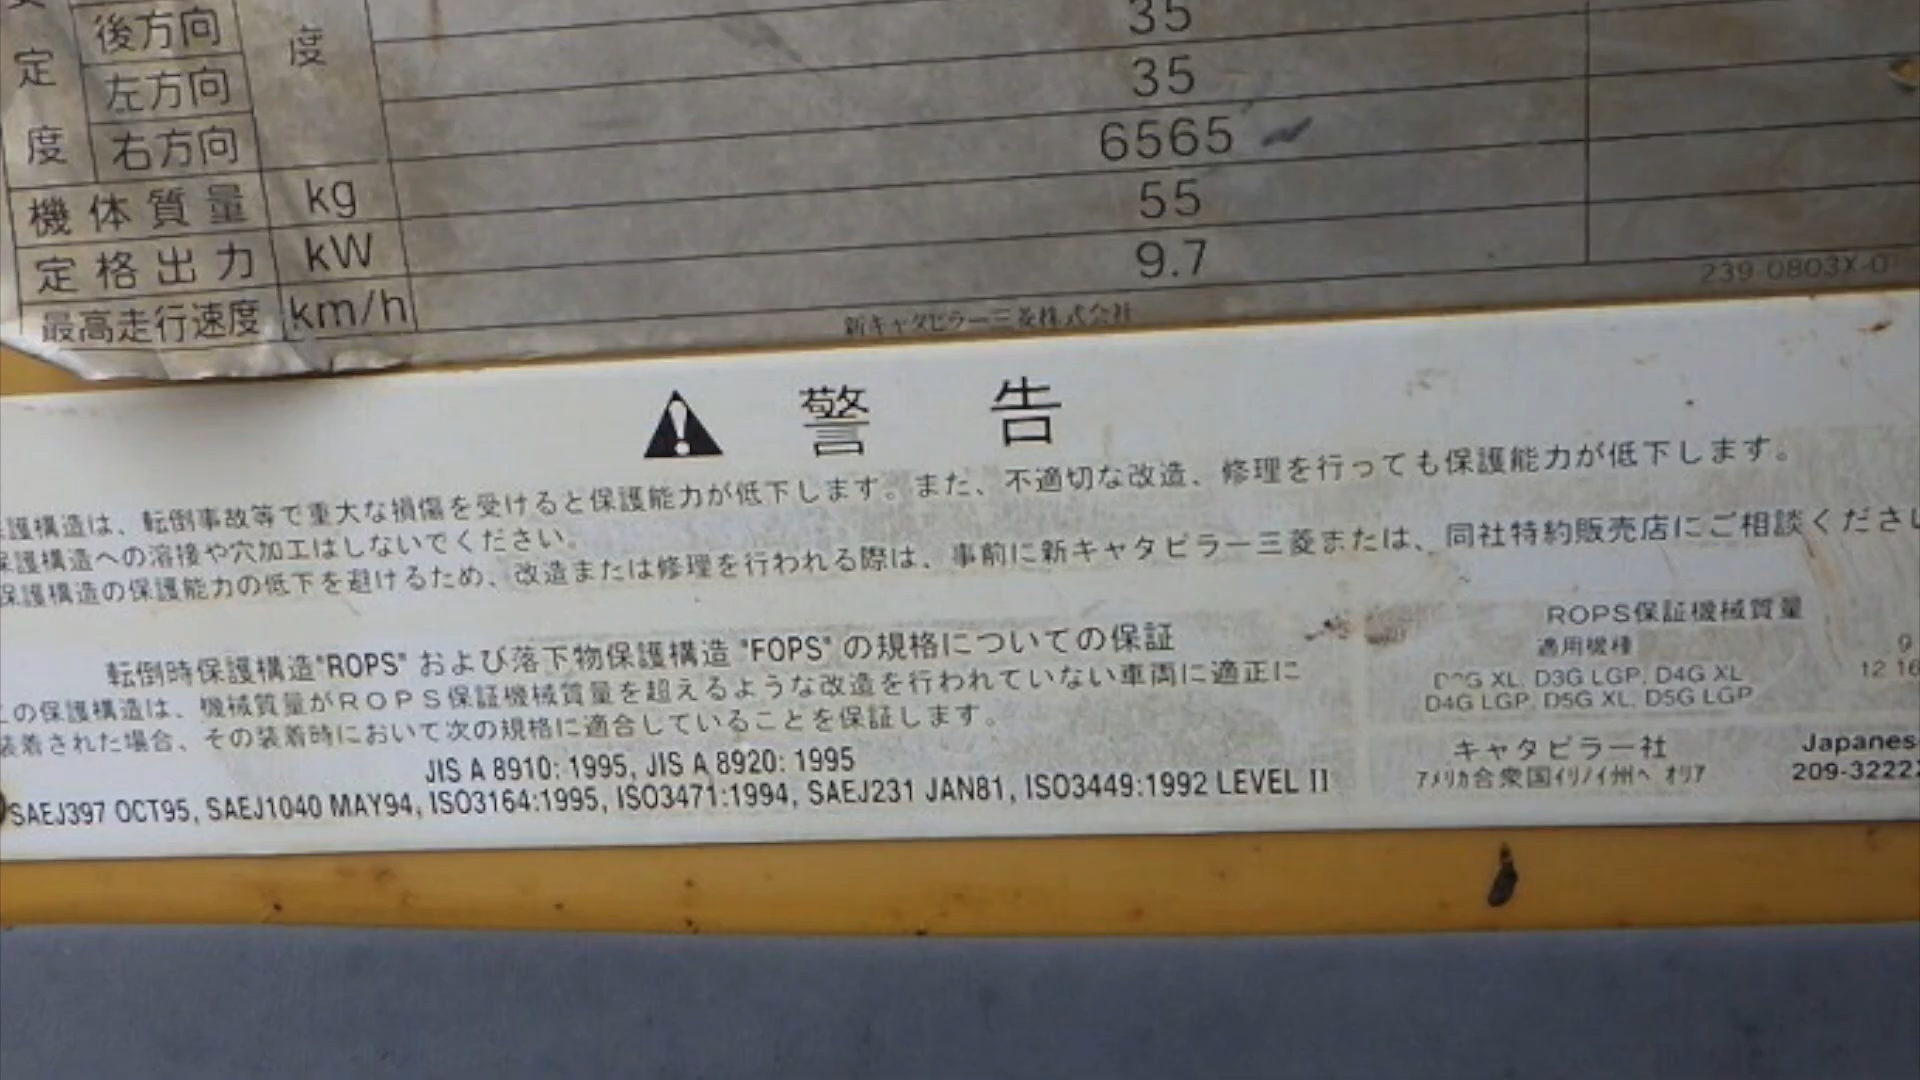 定
度
後方向
左方向
右方向
度
35
35
機体質量 kg 6565
定格出力 kW 55
最高走行速度 km/h 9.7
新キャタピラー三菱株式会社
239-0803X-0
警告
護構造は、転倒事故等で重大な損傷を受けると保護能力が低下します。また、不適切な改造、修理を行っても保護能力が低下します。
保護構造への溶接や穴加工はしないでください。
保護構造の保護能力の低下を避けるため、改造または修理を行われる際は、事前に新キャタピラー三菱または、同社特約販売店にご相談くださ
転倒時保護構造"ROPS" および落下物保護構造 "FOPS" の規格についての保証
この保護構造は、機械質量がROPS保証機械質量を超えるような改造を行われていない車両に適正に
装着された場合、その装着時において次の規格に適合していることを保証します。
JIS A 8910: 1995, JIS A 8920: 1995
SAEJ397 OCT95, SAEJ1040 MAY94, ISO3164:1995, ISO3471:1994, SAEJ231 JAN81, ISO3449:1992 LEVEL II
ROPS保証機械質量
適用機種
XL, D3G LGP, D4G XL
D4G LGP, D5G XL, D5G LGP
キャタピラー社
アメリカ合衆国イリノイ州ペオリア
Japanes
209-3222